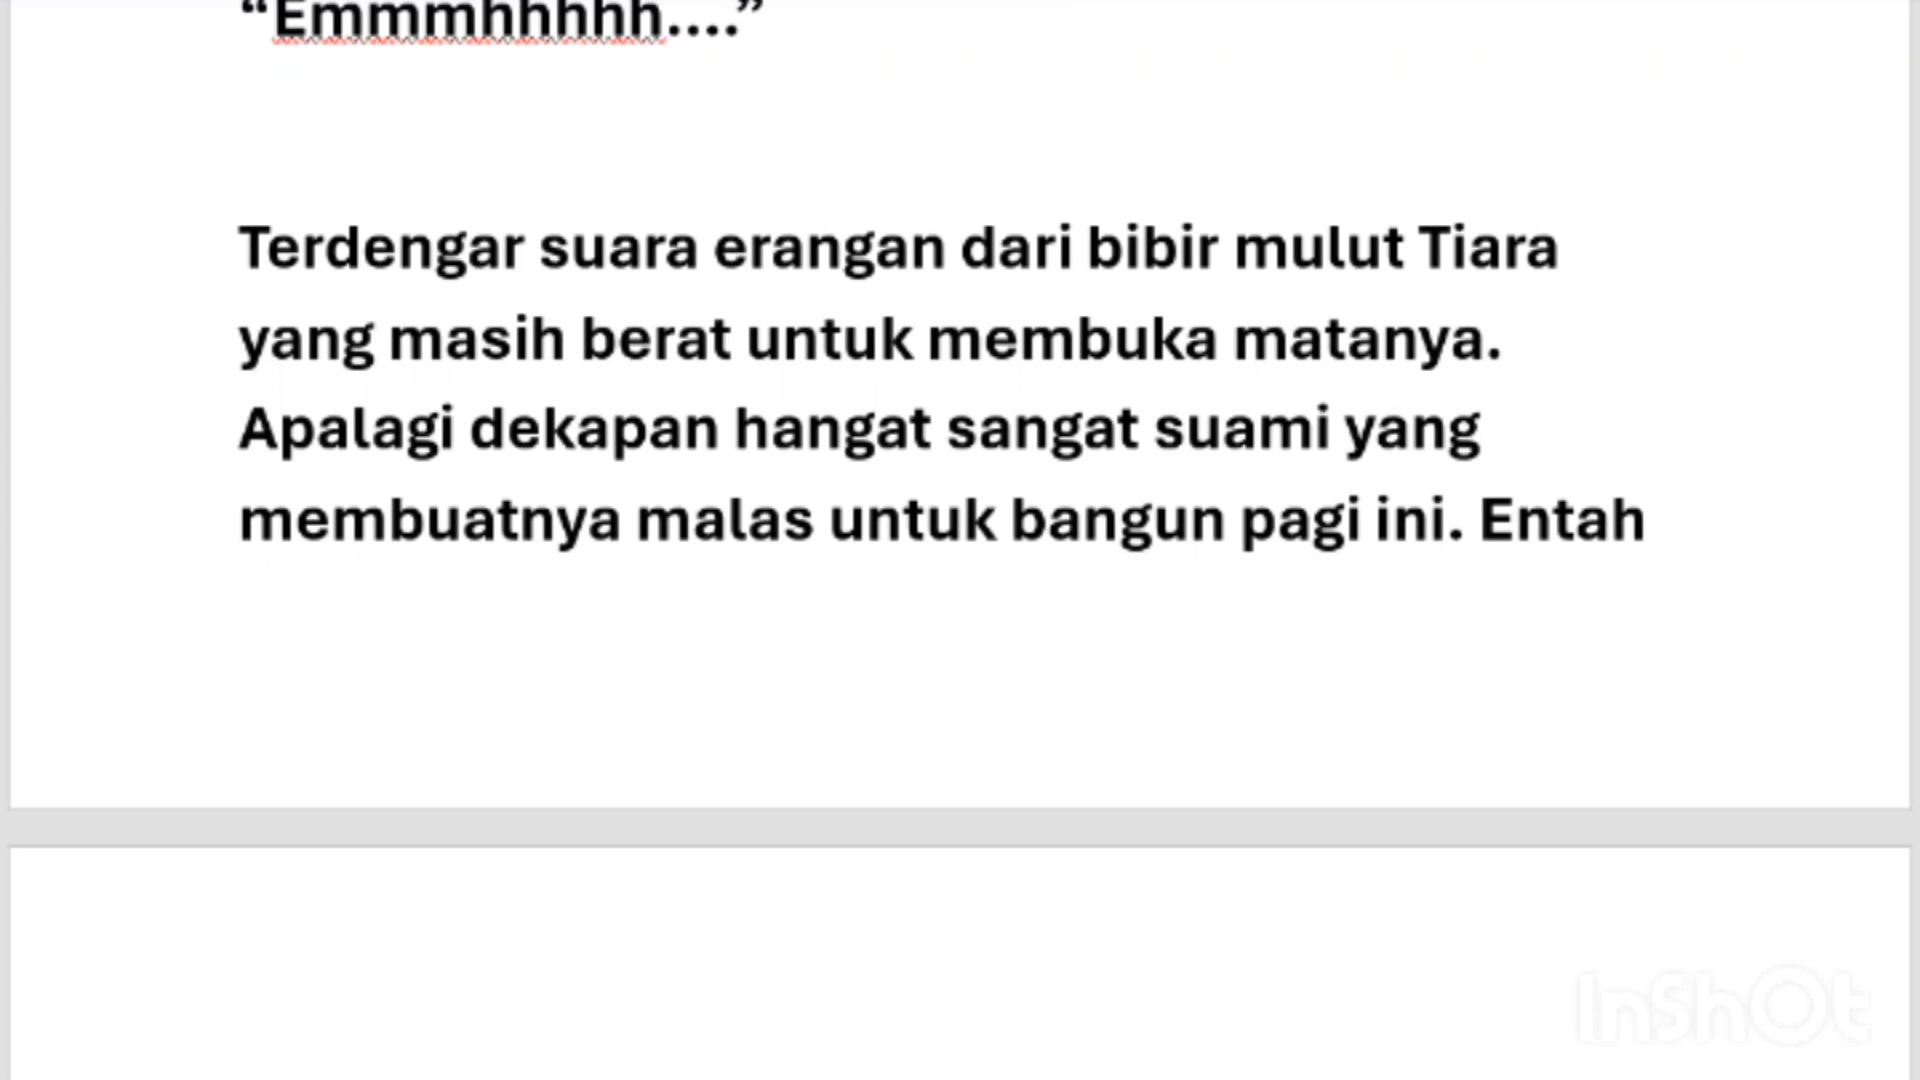 “Emmmhhhhh....”
Terdengar suara erangan dari bibir mulut Tiara
yang masih berat untuk membuka matanya.
Apalagi dekapan hangat sangat suami yang
membuatnya malas untuk bangun pagi ini. Entah
InShOt